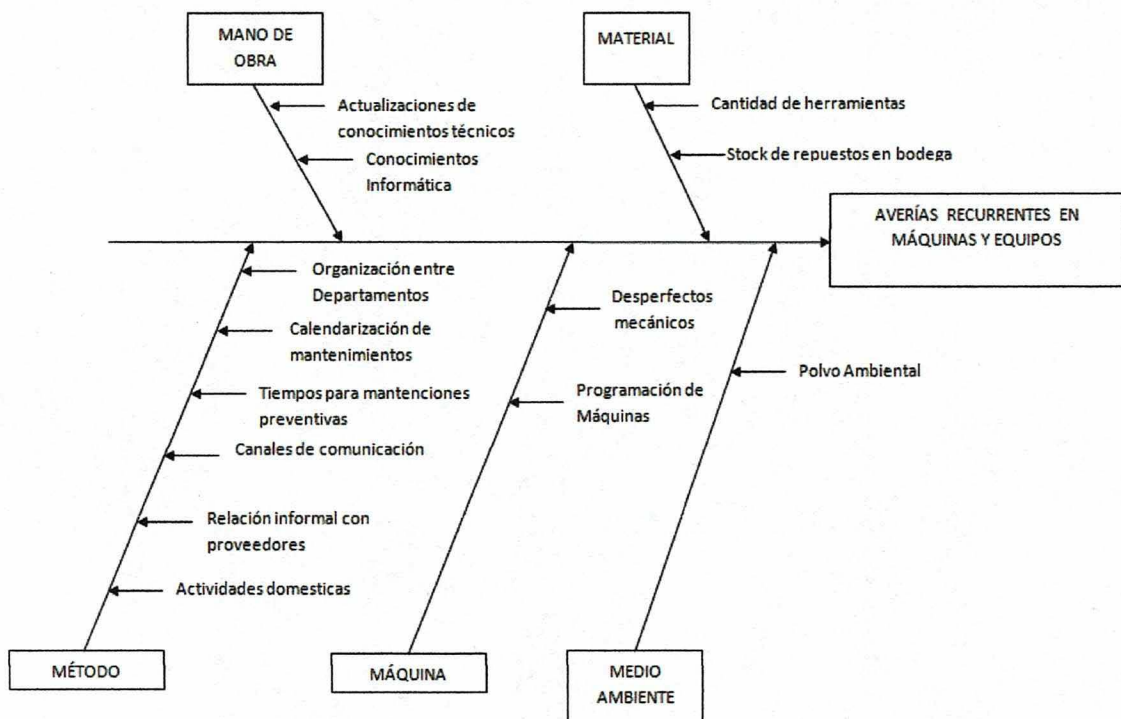 MANO DE
OBRA
MATERIAL
Actualizaciones de
conocimientos técnicos
Conocimientos
Informática
Cantidad de herramientas
Stock de repuestos en bodega
AVERÍAS RECURRENTES EN
MÁQUINAS Y EQUIPOS
Organización entre
Departamentos
Calendarización de
mantenimientos
Tiempos para mantenciones
preventivas
Canales de comunicación
Relación informal con
proveedores
Actividades domesticas
Desperfectos
mecánicos
Programación de
Máquinas
Polvo Ambiental
MÉTODO
MÁQUINA
MEDIO
AMBIENTE